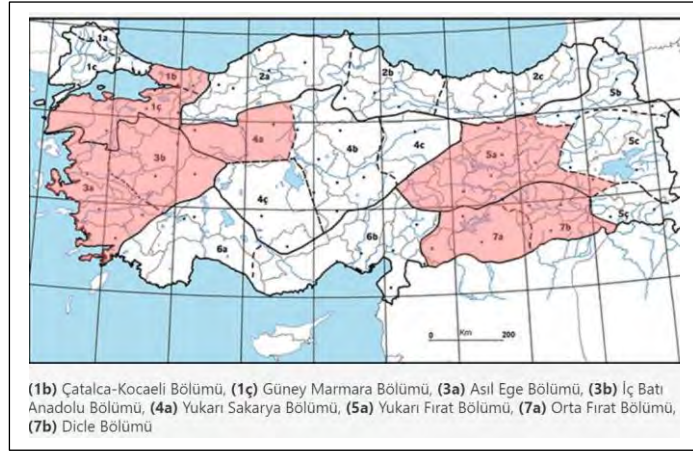 1a
1c
1b
1ç
2a
2b
2c
5b
3b
3a
4a
4b
4c
4ç
5a
5c
5ç
6a
6b
7a
7b
0 Km 200
(1b) Çatalca-Kocaeli Bölümü, (1ç) Güney Marmara Bölümü, (3a) Asıl Ege Bölümü, (3b) İç Batı
Anadolu Bölümü, (4a) Yukarı Sakarya Bölümü, (5a) Yukarı Fırat Bölümü, (7a) Orta Fırat Bölümü,
(7b) Dicle Bölümü